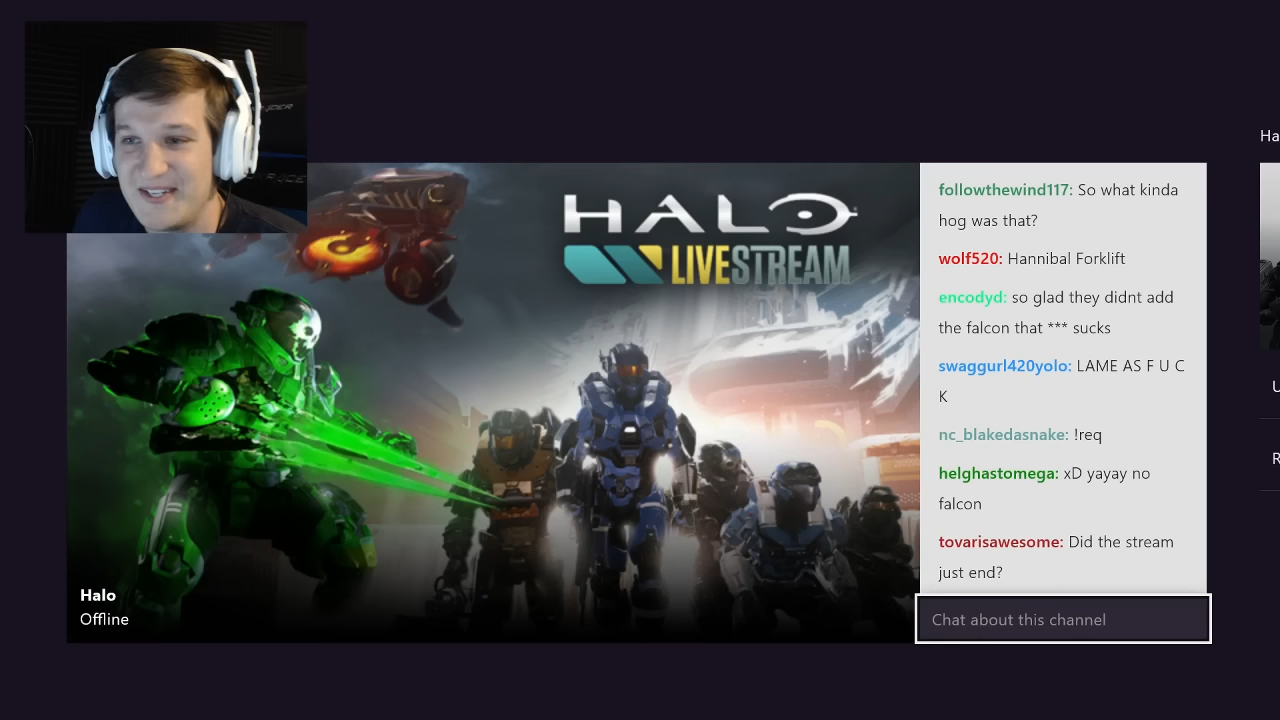 HALO
LIVESTREAM
Halo
Offline
followthewind117: So what kinda
hog was that?
wolf520: Hannibal Forklift
encodyd: so glad they didnt add
the falcon that *** sucks
swaggurl420yolo: LAME AS F U C
K
nc_blakedasnake: !req
helghastomega: xD yayay no
falcon
tovarisawesome: Did the stream
just end?
Chat about this channel
Ha
U
R